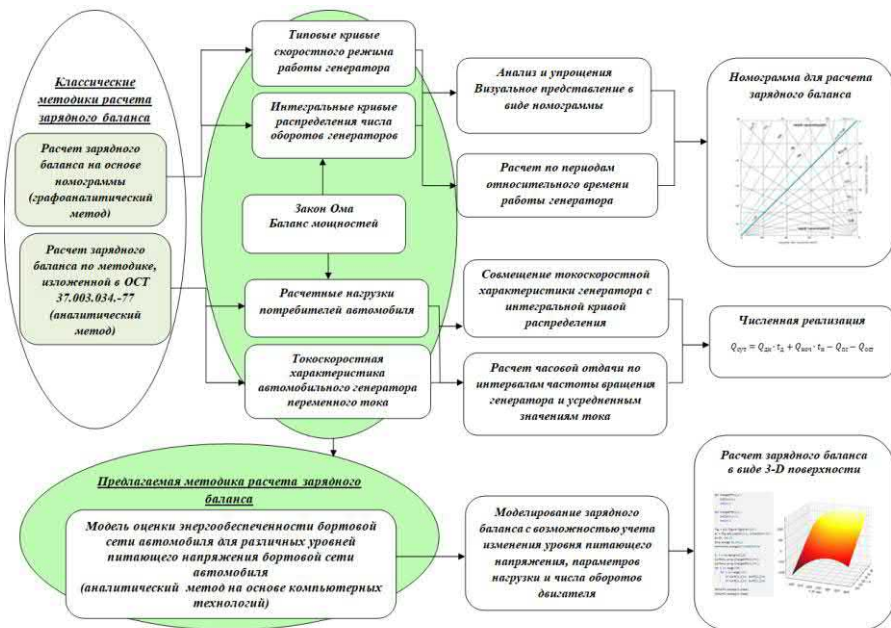 Классические
методики расчета
зарядного баланса
Расчет зарядного
баланса на основе
номограммы
(графоаналитический
метод)
Расчет зарядного
баланса по методике,
изложенной в ОСТ
37.003.034.-77
(аналитический
метод)
Типовые кривые
скоростного режима
работы генератора
Интегральные кривые
распределения числа
оборотов генераторов
Закон Ома
Баланс мощностей
Расчетные нагрузки
потребителей автомобиля
Токоскоростная
характеристика
автомобильного генератора
переменного тока
Анализ и упрощения
Визуальное представление в
виде номограммы
Расчет по периодам
относительного времени
работы генератора
Совмещение токоскоростной
характеристики генератора с
интегральной кривой
распределения
Расчет часовой отдачи по
интервалам частоты вращения
генератора и усредненным
значениям тока
Номограмма для расчета
зарядного баланса
Численная реализация
Qсут = Qдн · tд + Qноч · tн − Qпс − Qост
Предлагаемая методика расчета зарядного
баланса
Модель оценки энергообеспеченности бортовой
сети автомобиля для различных уровней
питающего напряжения бортовой сети
автомобиля
(аналитический метод на основе компьютерных
технологий)
Моделирование зарядного
баланса с возможностью учета
изменения уровня питающего
напряжения, параметров
нагрузки и числа оборотов
двигателя
Расчет зарядного баланса
в виде 3-D поверхности